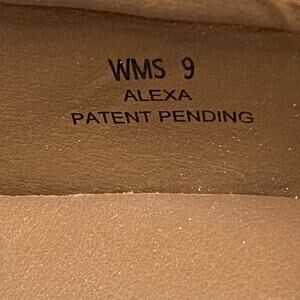 WMS 9
ALEXA
PATENT PENDING